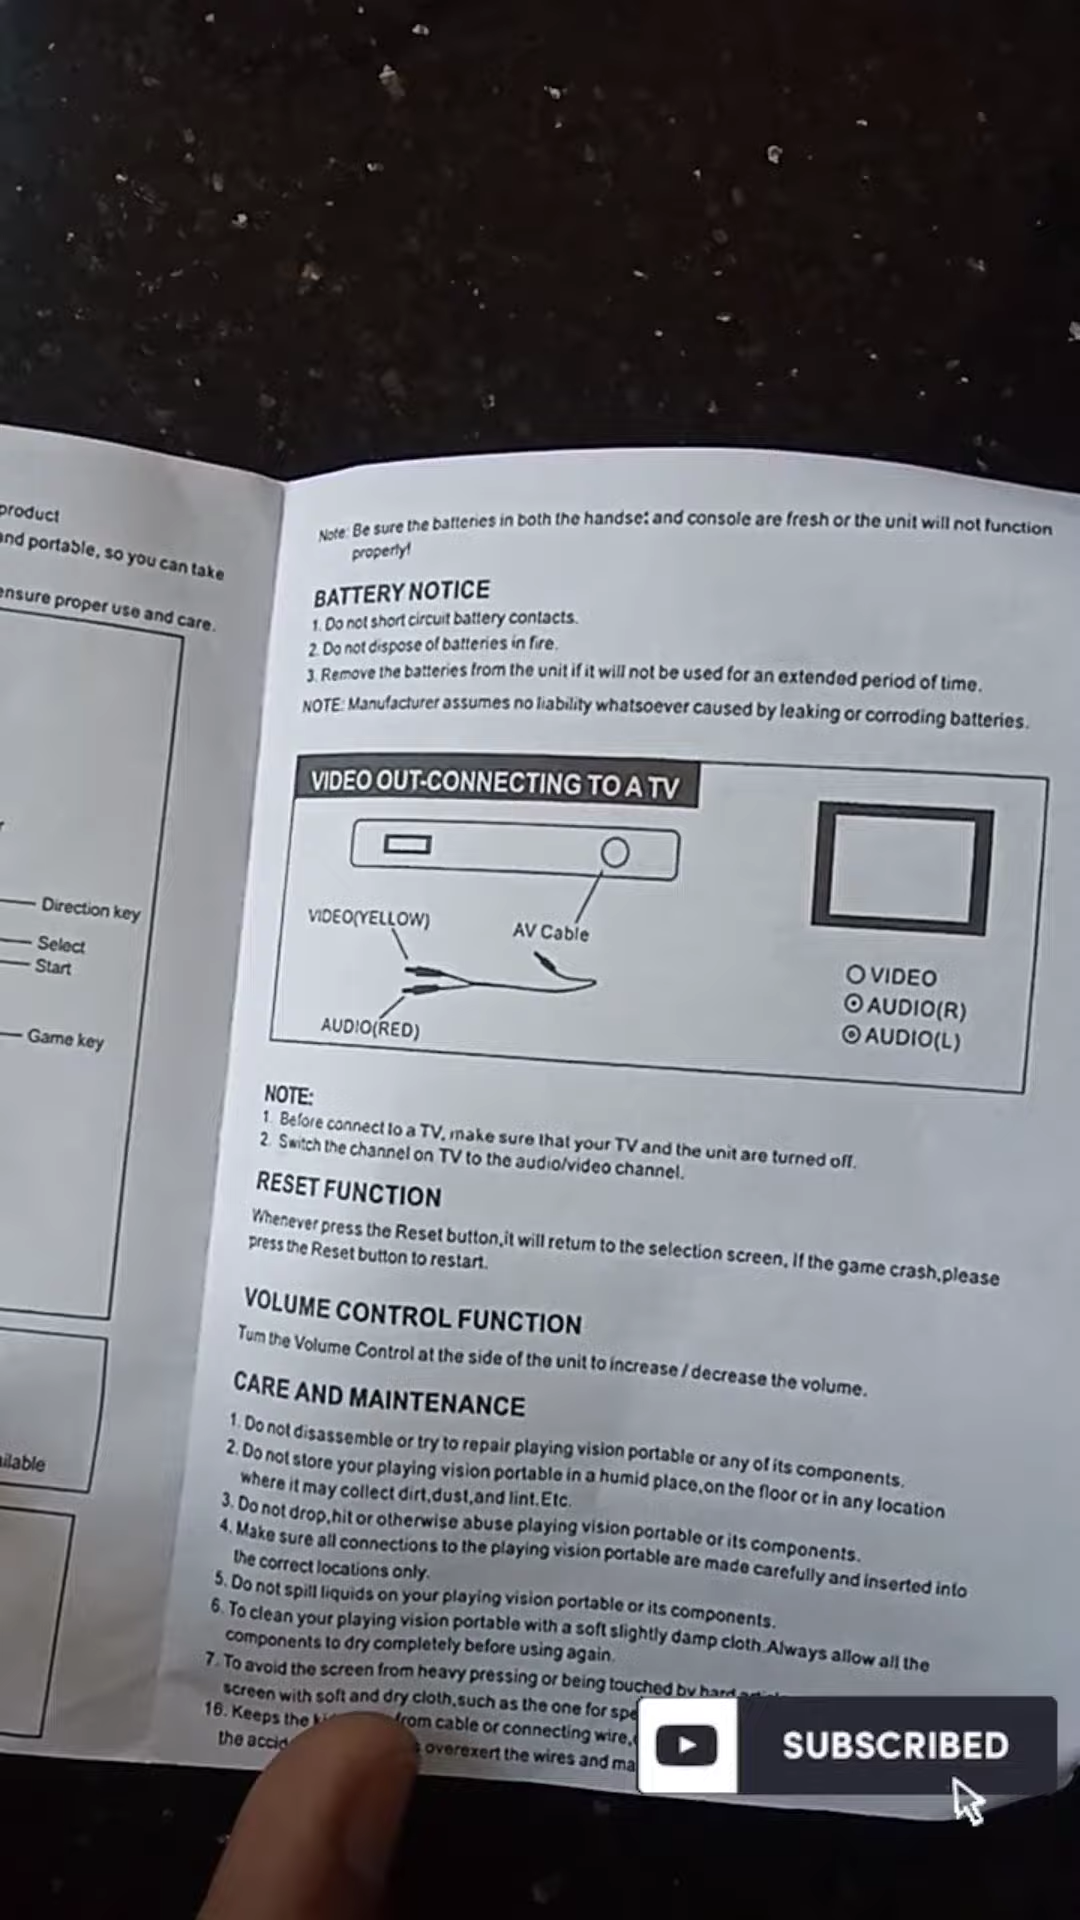 product
and portable, so you can take
ensure proper use and care.
Direction key
Select
Start
Game key
Note: Be sure the batteries in both the handset and console are fresh or the unit will not function
properly!
BATTERY NOTICE
1. Do not short circuit battery contacts.
2. Do not dispose of batteries in fire.
3. Remove the batteries from the unit if it will not be used for an extended period of time.
NOTE: Manufacturer assumes no liability whatsoever caused by leaking or corroding batteries.
VIDEO OUT-CONNECTING TO A TV
VIDEO(YELLOW)
AV Cable
AUDIO(RED)
VIDEO
AUDIO(R)
AUDIO(L)
NOTE:
1. Before connect to a TV, make sure that your TV and the unit are turned off.
2. Switch the channel on TV to the audio/video channel.
RESET FUNCTION
Whenever press the Reset button,it will return to the selection screen, If the game crash,please
press the Reset button to restart.
VOLUME CONTROL FUNCTION
Turn the Volume Control at the side of the unit to increase / decrease the volume.
CARE AND MAINTENANCE
1. Do not disassemble or try to repair playing vision portable or any of its components.
2. Do not store your playing vision portable in a humid place,on the floor or in any location
where it may collect dirt,dust,and lint.Etc.
3. Do not drop,hit or otherwise abuse playing vision portable or its components.
4. Make sure all connections to the playing vision portable are made carefully and inserted into
the correct locations only.
5. Do not spill liquids on your playing vision portable or its components.
6. To clean your playing vision portable with a soft slightly damp cloth.Always allow all the
components to dry completely before using again.
7. To avoid the screen from heavy pressing or being touched by hard
screen with soft and dry cloth,such as the one for
16. Keeps the from cable or connecting wire,
the overexert the wires and
SUBSCRIBED